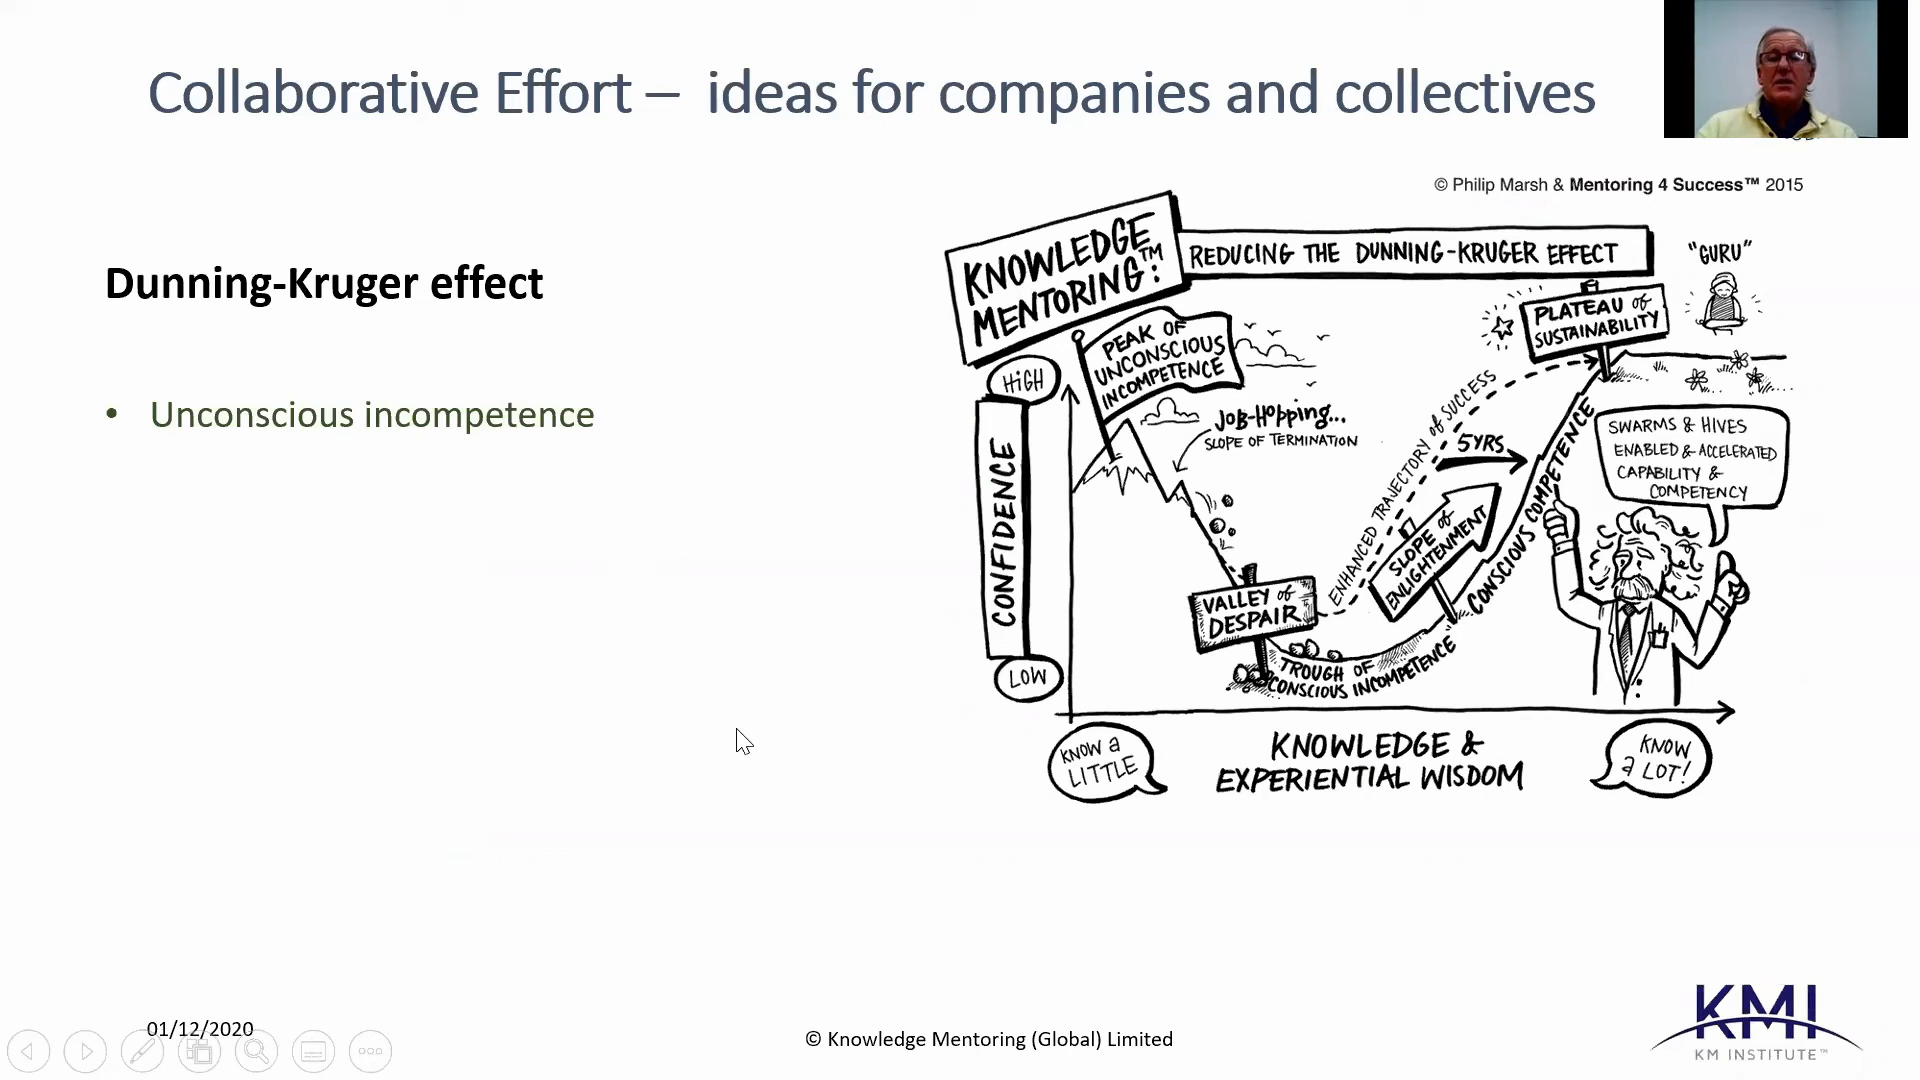 Collaborative Effort – ideas for companies and collectives
© Philip Marsh & Mentoring 4 Success™ 2015
Dunning-Kruger effect
• Unconscious incompetence
KNOWLEDGE
MENTORING™:
REDUCING THE DUNNING-KRUGER EFFECT
"GURU"
PEAK OF
UNCONSCIOUS
INCOMPETENCE
PLATEAU of
SUSTAINABILITY
HIGH
CONFIDENCE
LOW
JOB-HOPPING...
SLOPE OF TERMINATION
ENHANCED TRAJECTORY of SUCCESS
5YRS
SLOPE of
ENLIGHTENMENT
CONSCIOUS COMPETENCE
SWARMS & HIVES
ENABLED & ACCELERATED
CAPABILITY &
COMPETENCY
VALLEY of
DESPAIR
TROUGH OF
CONSCIOUS INCOMPETENCE
KNOW a
LITTLE
KNOWLEDGE &
EXPERIENTIAL WISDOM
KNOW
a LOT!
01/12/2020
© Knowledge Mentoring (Global) Limited
KMI
KM INSTITUTE™